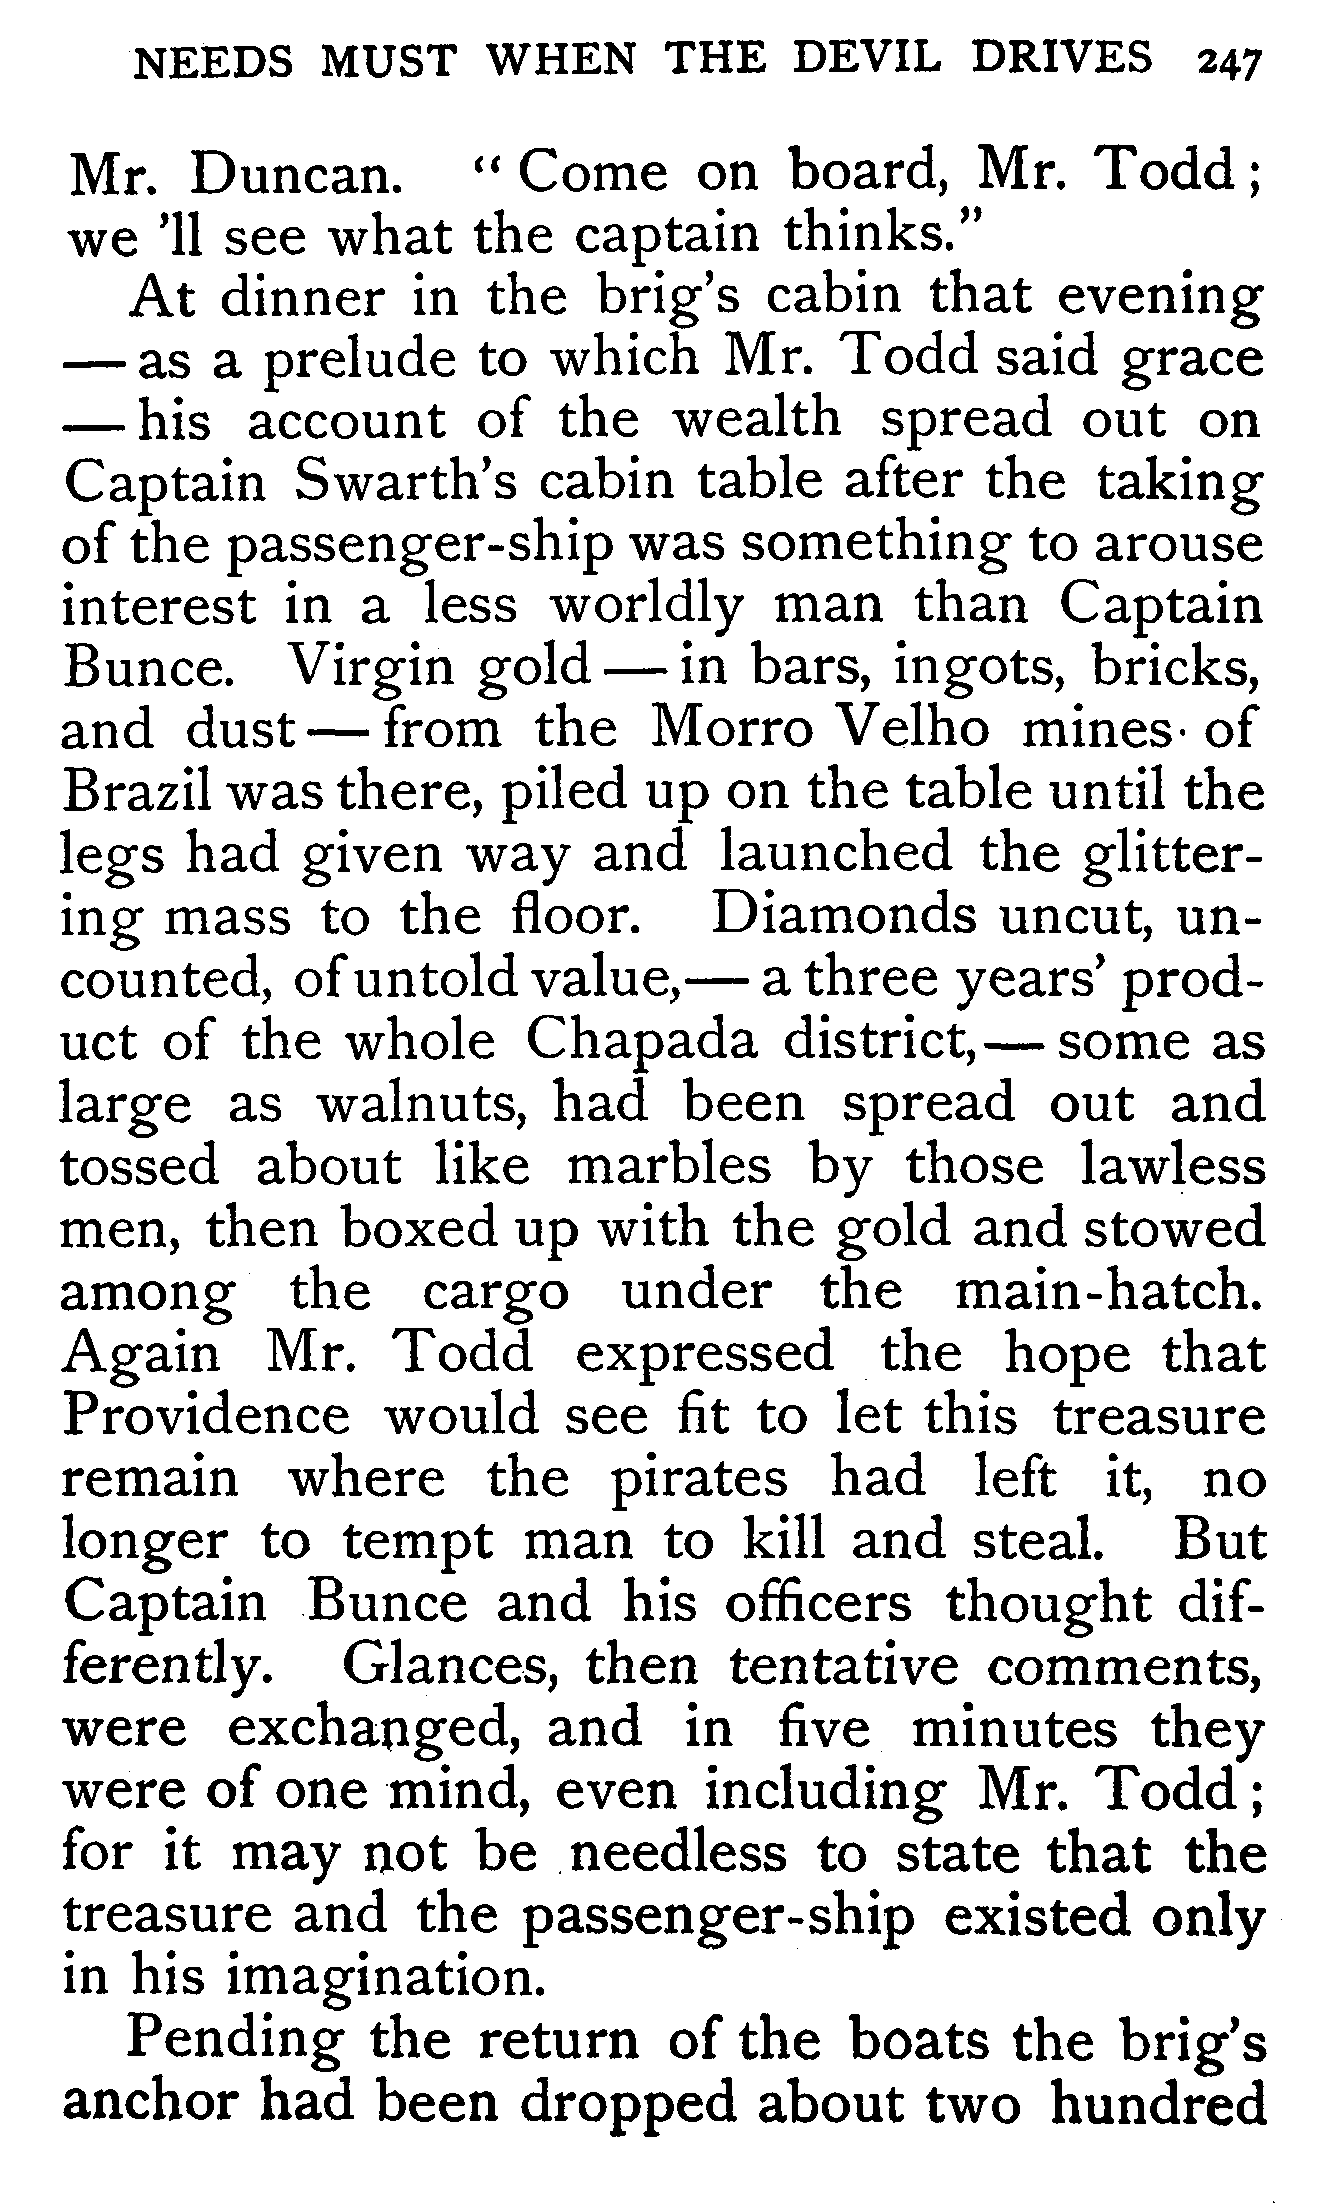 NEEDS MUST WHEN THE DEVIL DRIVES 247
Mr. Duncan. “Come on board, Mr. Todd;
we 'll see what the captain thinks.”
At dinner in the brig's cabin that evening
—as a prelude to which Mr. Todd said grace
—his account of the wealth spread out on
Captain Swarth's cabin table after the taking
of the passenger-ship was something to arouse
interest in a less worldly man than Captain
Bunce. Virgin gold—in bars, ingots, bricks,
and dust—from the Morro Velho mines of
Brazil was there, piled up on the table until the
legs had given way and launched the glitter-
ing mass to the floor. Diamonds uncut, un-
counted, of untold value,—a three years' prod-
uct of the whole Chapada district,—some as
large as walnuts, had been spread out and
tossed about like marbles by those lawless
men, then boxed up with the gold and stowed
among the cargo under the main-hatch.
Again Mr. Todd expressed the hope that
Providence would see fit to let this treasure
remain where the pirates had left it, no
longer to tempt man to kill and steal. But
Captain Bunce and his officers thought dif-
ferently. Glances, then tentative comments,
were exchanged, and in five minutes they
were of one mind, even including Mr. Todd;
for it may not be needless to state that the
treasure and the passenger-ship existed only
in his imagination.
Pending the return of the boats the brig's
anchor had been dropped about two hundred